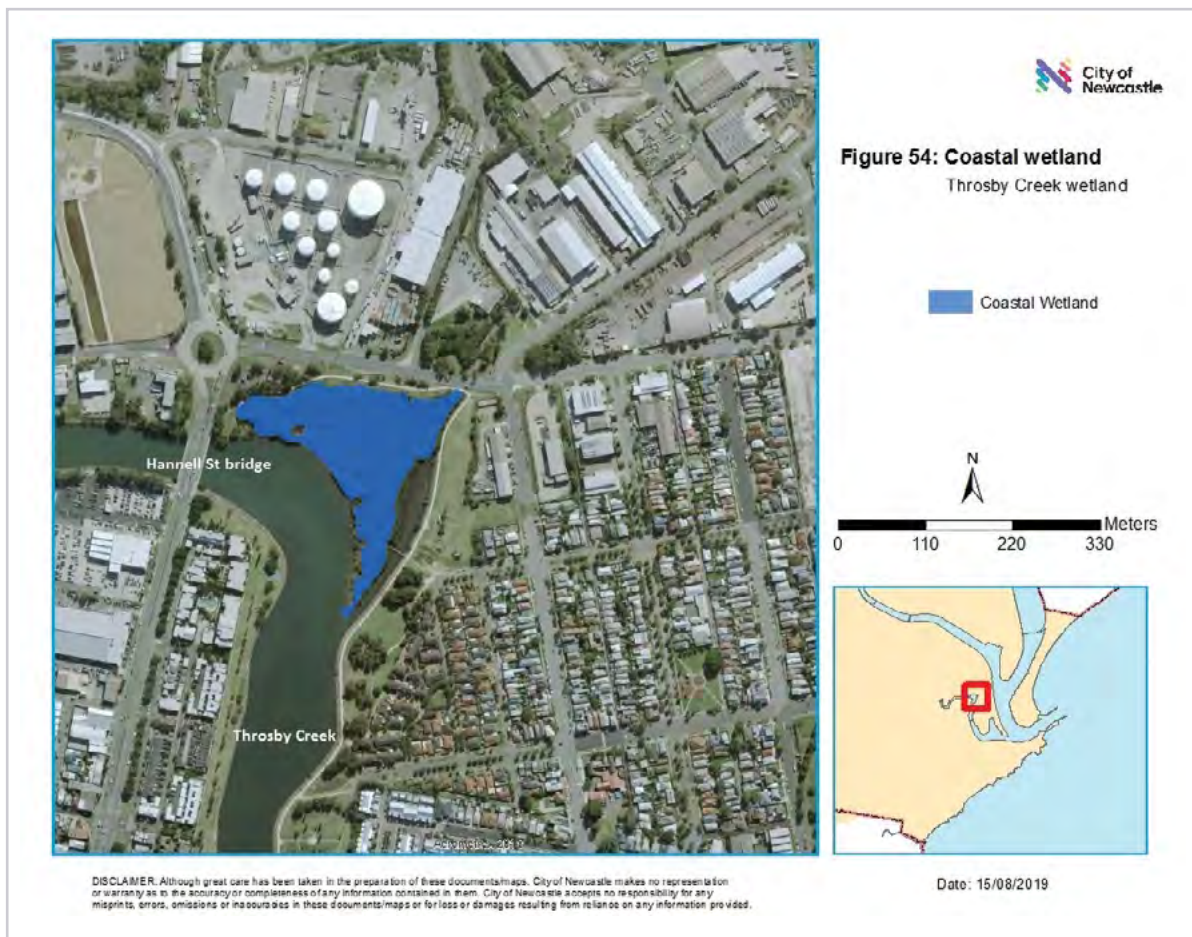 City of
Newcastle
Figure 54: Coastal wetland
Throsby Creek wetland
Coastal Wetland
Hannell St bridge
N
Meters
0 110 220 330
Throsby Creek
DISCLAIMER: Although great care has been taken in the preparation of these documents/maps. City of Newcastle makes no representation
or warranty as to the accuracy or completeness of any information contained in them. City of Newcastle accepts no responsibility for any
misprints, errors, omissions or inaccuracies in these documents/maps or for loss or damages resulting from reliance on any information provided.
Date: 15/08/2019